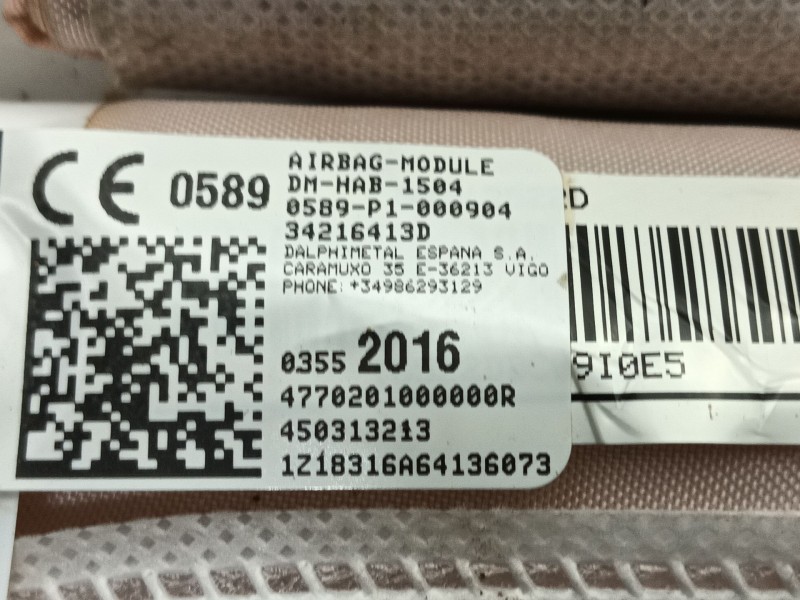 CE 0589
AIRBAG-MODULE
DM-HAB-1504
0589-P1-000904
34216413D
DALPHIMETAL ESPANA S.A.
CARAMUXO 35 E-36213 VIGO
PHONE: +34986293129
0355 2016
4770201000000R
450313213
1Z18316A64136073
D
9I0E5